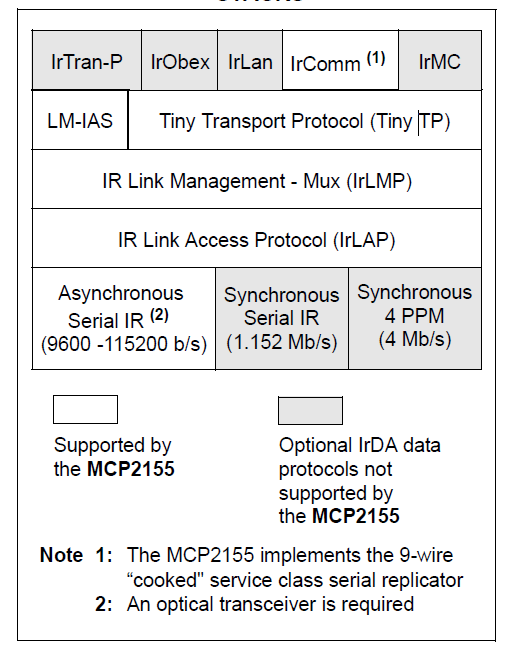 IrTran-P IrObex IrLan IrComm (1) IrMC
LM-IAS Tiny Transport Protocol (Tiny TP)
IR Link Management - Mux (IrLMP)
IR Link Access Protocol (IrLAP)
Asynchronous
Serial IR (2)
(9600 -115200 b/s)
Synchronous
Serial IR
(1.152 Mb/s)
Synchronous
4 PPM
(4 Mb/s)
Supported by
the MCP2155
Optional IrDA data
protocols not
supported by
the MCP2155
Note 1: The MCP2155 implements the 9-wire
“cooked" service class serial replicator
2: An optical transceiver is required